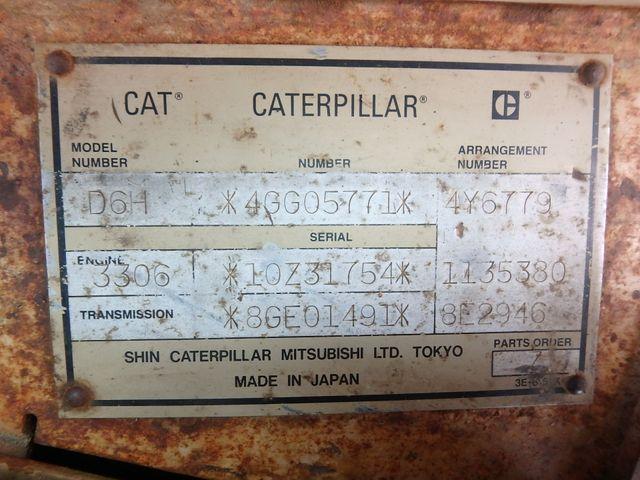 CAT® CATERPILLAR® ®
MODEL NUMBER NUMBER ARRANGEMENT NUMBER
D6H *4GG05771* 4Y6779
SERIAL
ENGINE
3306 *10Z31754* 1135380
TRANSMISSION *8GE01491* 8E2946
SHIN CATERPILLAR MITSUBISHI LTD. TOKYO
PARTS ORDER
7
MADE IN JAPAN